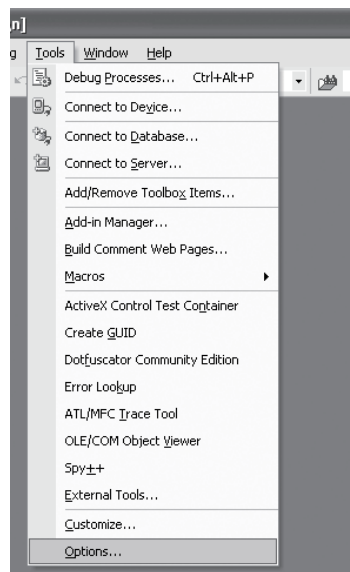 n]
g Tools Window Help
Debug Processes... Ctrl+Alt+P
Connect to Device...
Connect to Database...
Connect to Server...
Add/Remove Toolbox Items...
Add-in Manager...
Build Comment Web Pages...
Macros
ActiveX Control Test Container
Create GUID
Dotfuscator Community Edition
Error Lookup
ATL/MFC Trace Tool
OLE/COM Object Viewer
Spy++
External Tools...
Customize...
Options...